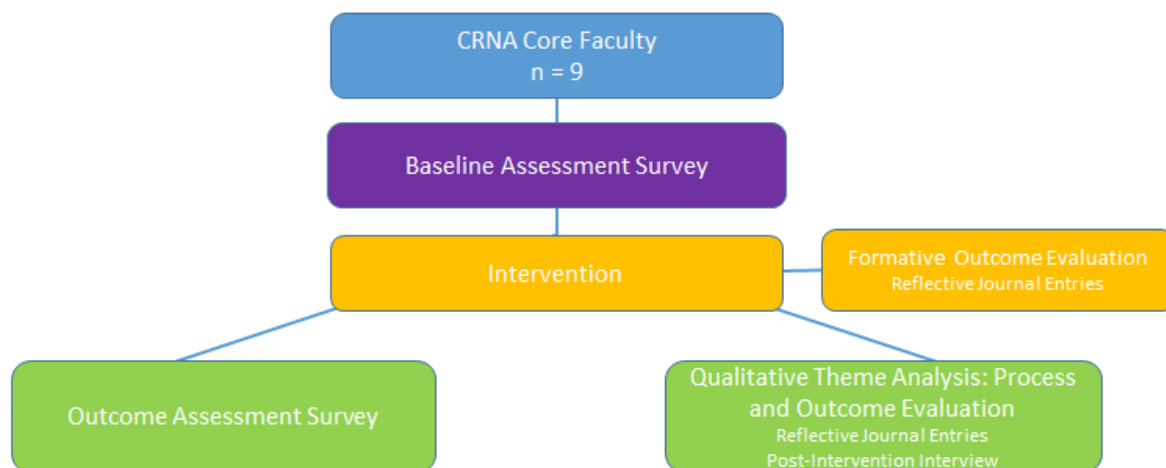 CRNA Core Faculty
n = 9
Baseline Assessment Survey
Intervention
Formative Outcome Evaluation
Reflective Journal Entries
Outcome Assessment Survey
Qualitative Theme Analysis: Process
and Outcome Evaluation
Reflective Journal Entries
Post-Intervention Interview